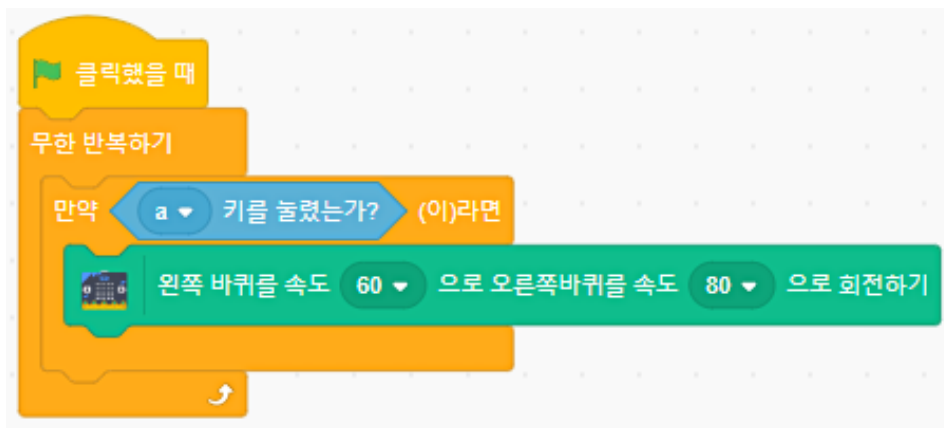 클릭했을 때
무한 반복하기
만약 a 키를 눌렀는가? (이)라면
왼쪽 바퀴를 속도 60 으로 오른쪽바퀴를 속도 80 으로 회전하기